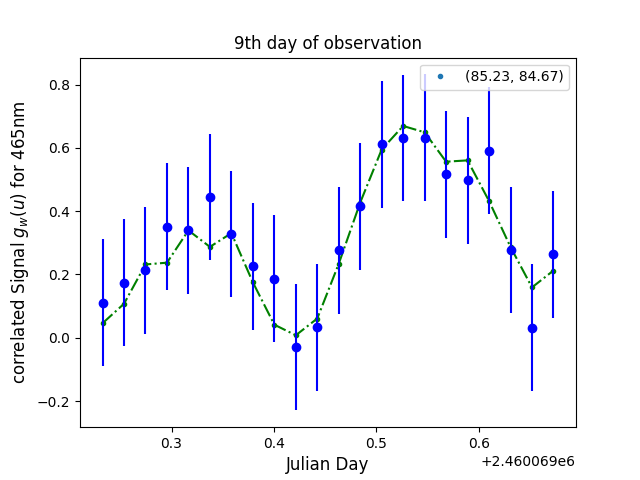 9th day of observation
(85.23, 84.67)
correlated Signal g_w(u) for 465nm
0.8
0.6
0.4
0.2
0.0
−0.2
0.3 0.4 0.5 0.6
+2.460069e6
Julian Day